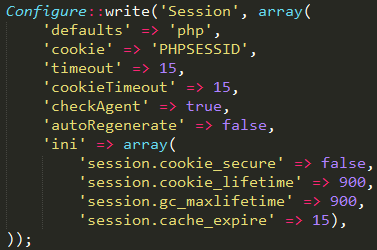 Configure::write('Session', array(
'defaults' => 'php',
'cookie' => 'PHPSESSID',
'timeout' => 15,
'cookieTimeout' => 15,
'checkAgent' => true,
'autoRegenerate' => false,
'ini' => array(
'session.cookie_secure' => false,
'session.cookie_lifetime' => 900,
'session.gc_maxlifetime' => 900,
'session.cache_expire' => 15),
));